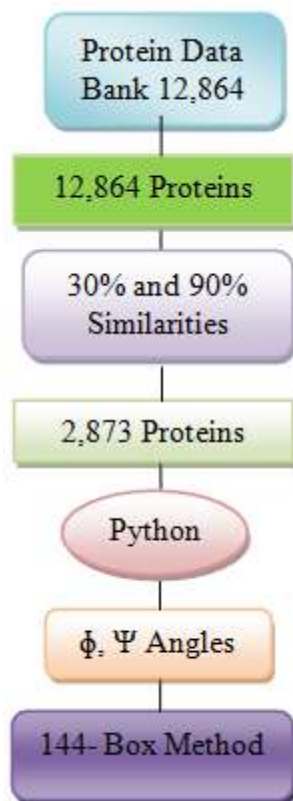 Protein Data
Bank 12,864
12,864 Proteins
30% and 90%
Similarities
2,873 Proteins
Python
ϕ, Ψ Angles
144- Box Method